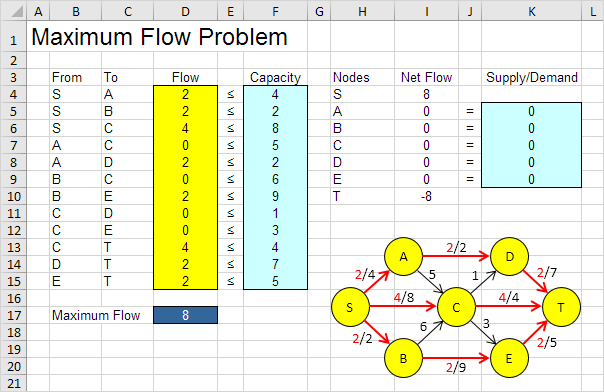 A B C D E F G H I J K L
1 Maximum Flow Problem
2
3 From To Flow Capacity Nodes Net Flow Supply/Demand
4 S A 2 ≤ 4 S 8
5 S B 2 ≤ 2 A 0 = 0
6 S C 4 ≤ 8 B 0 = 0
7 A C 0 ≤ 5 C 0 = 0
8 A D 2 ≤ 2 D 0 = 0
9 B C 0 ≤ 6 E 0 = 0
10 B E 2 ≤ 9 T -8
11 C D 0 ≤ 1
12 C E 0 ≤ 3
13 C T 4 ≤ 4
14 D T 2 ≤ 7
15 E T 2 ≤ 5
16
17 Maximum Flow 8
18
19
20
21
2/2
A D
2/4 5 1 2/7
4/8 4/4
S C T
2/2 6 3 2/5
B E
2/9